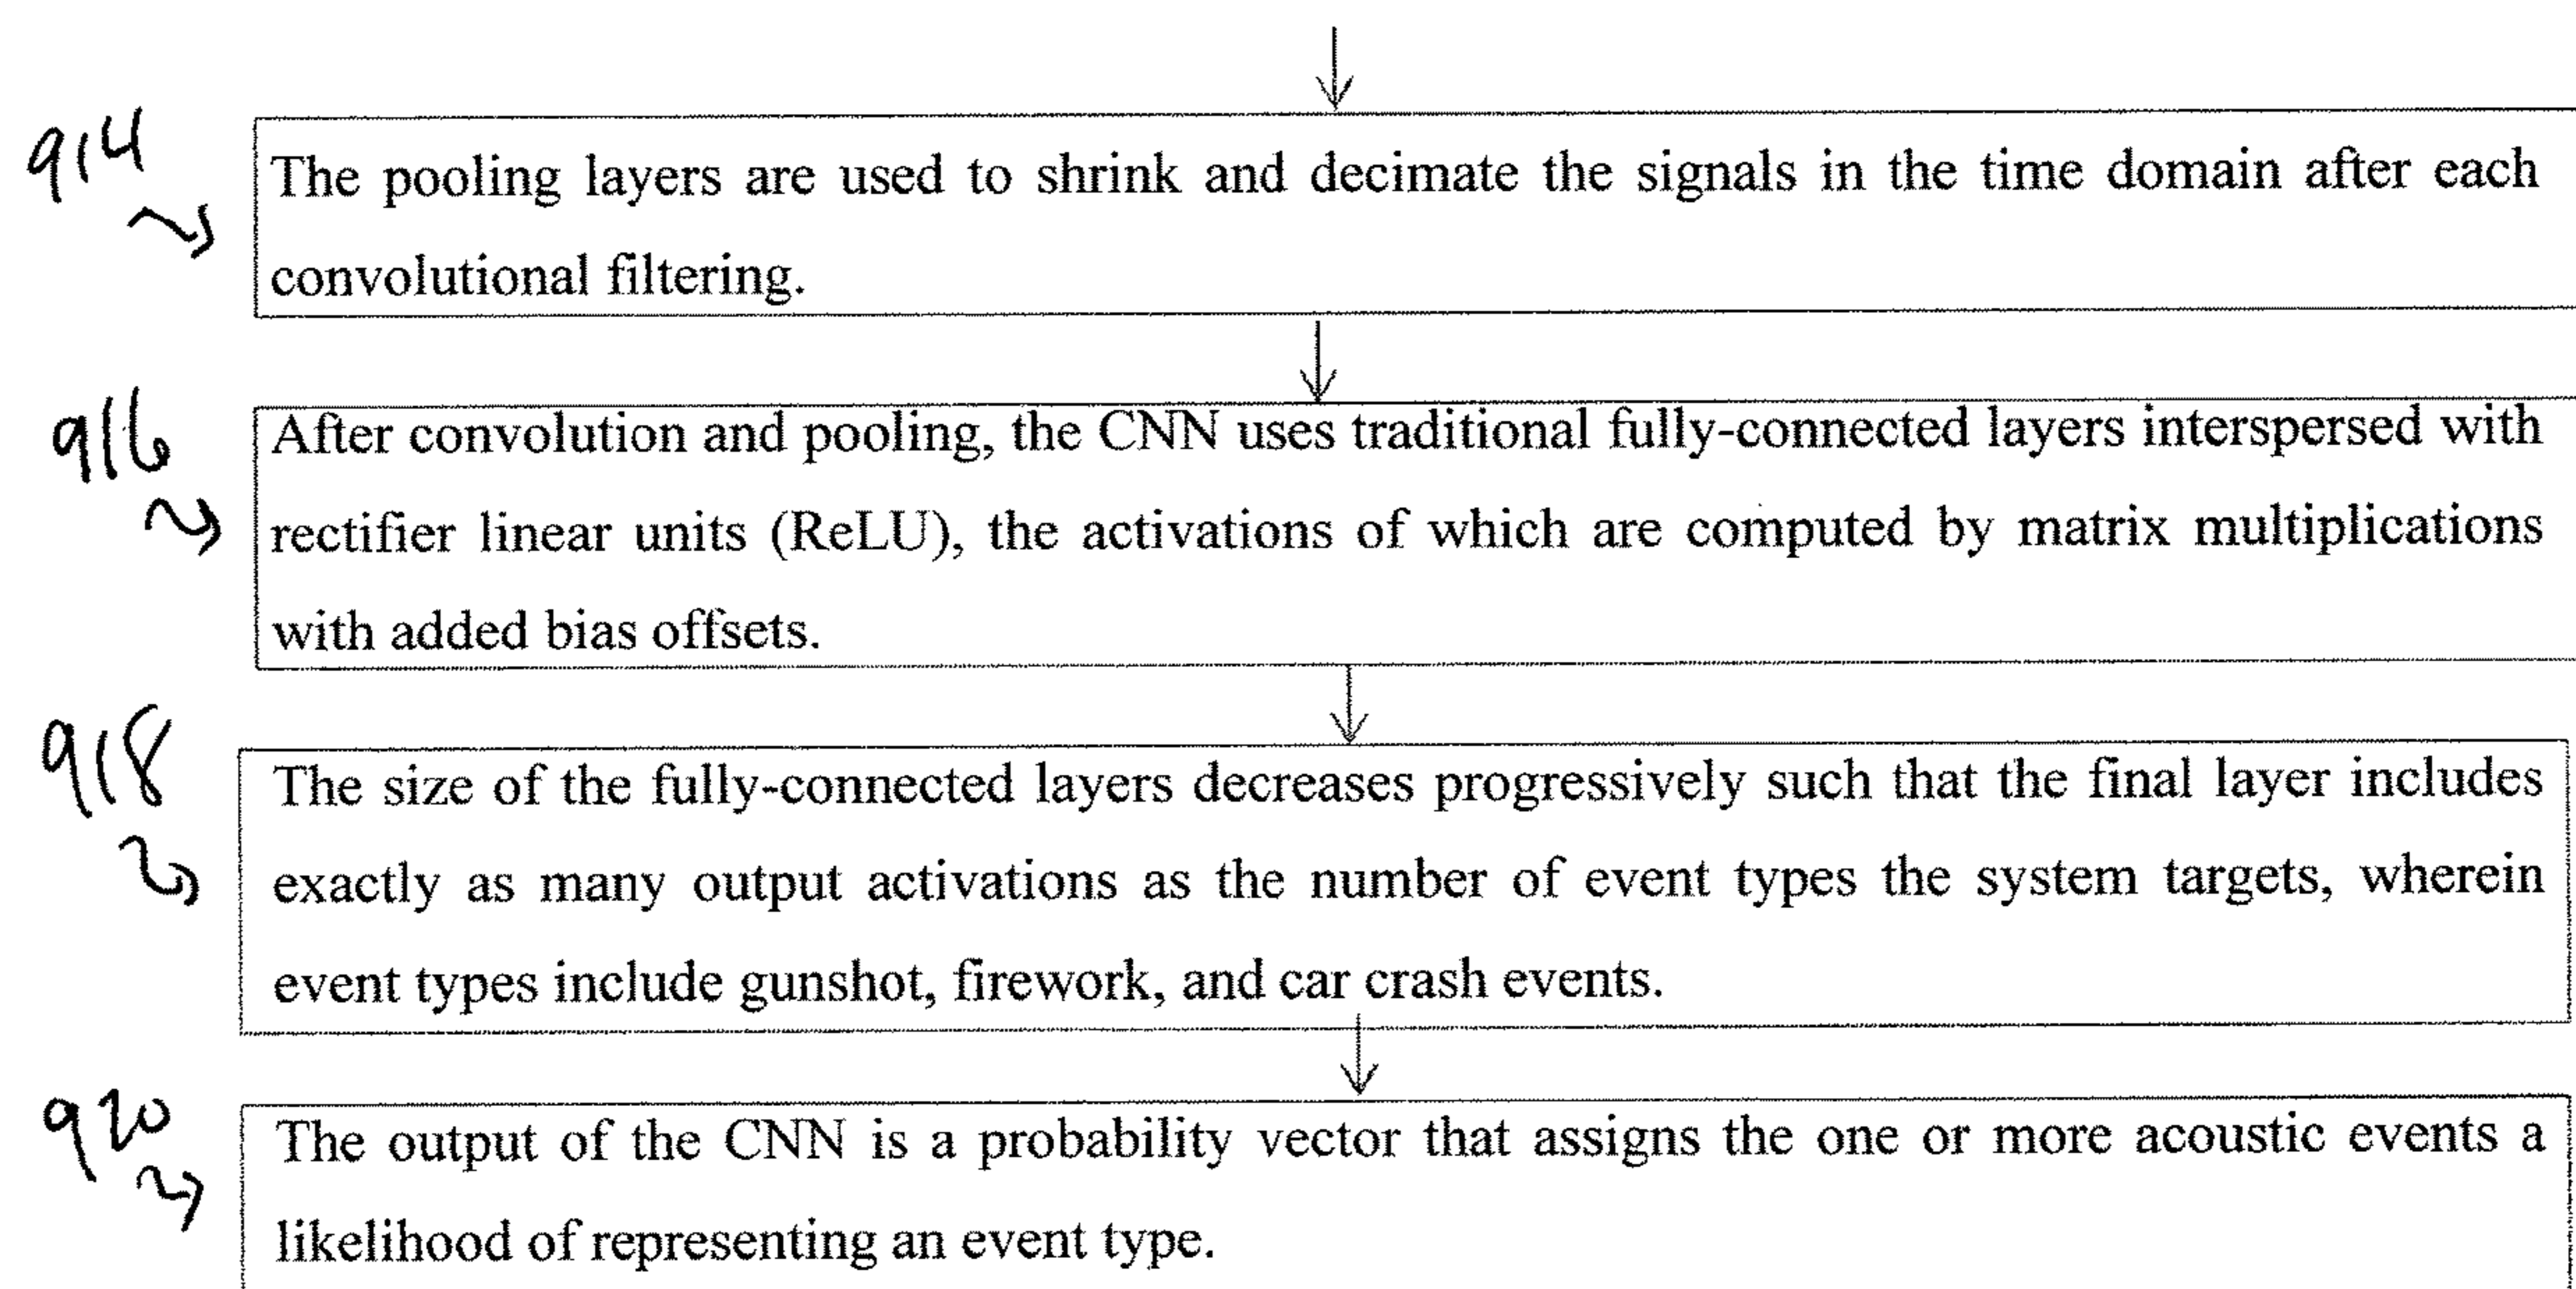 914
The pooling layers are used to shrink and decimate the signals in the time domain after each
convolutional filtering.
916
After convolution and pooling, the CNN uses traditional fully-connected layers interspersed with
rectifier linear units (ReLU), the activations of which are computed by matrix multiplications
with added bias offsets.
918
The size of the fully-connected layers decreases progressively such that the final layer includes
exactly as many output activations as the number of event types the system targets, wherein
event types include gunshot, firework, and car crash events.
920
The output of the CNN is a probability vector that assigns the one or more acoustic events a
likelihood of representing an event type.